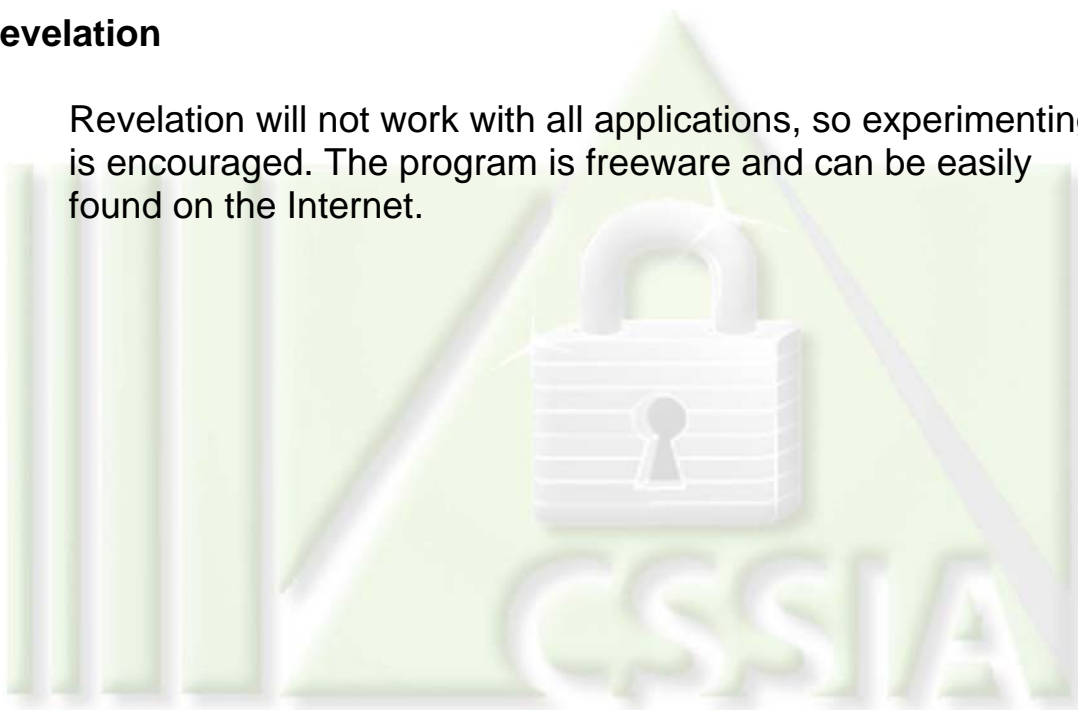 evelation
Revelation will not work with all applications, so experimentin
is encouraged. The program is freeware and can be easily
found on the Internet.
CSSIA